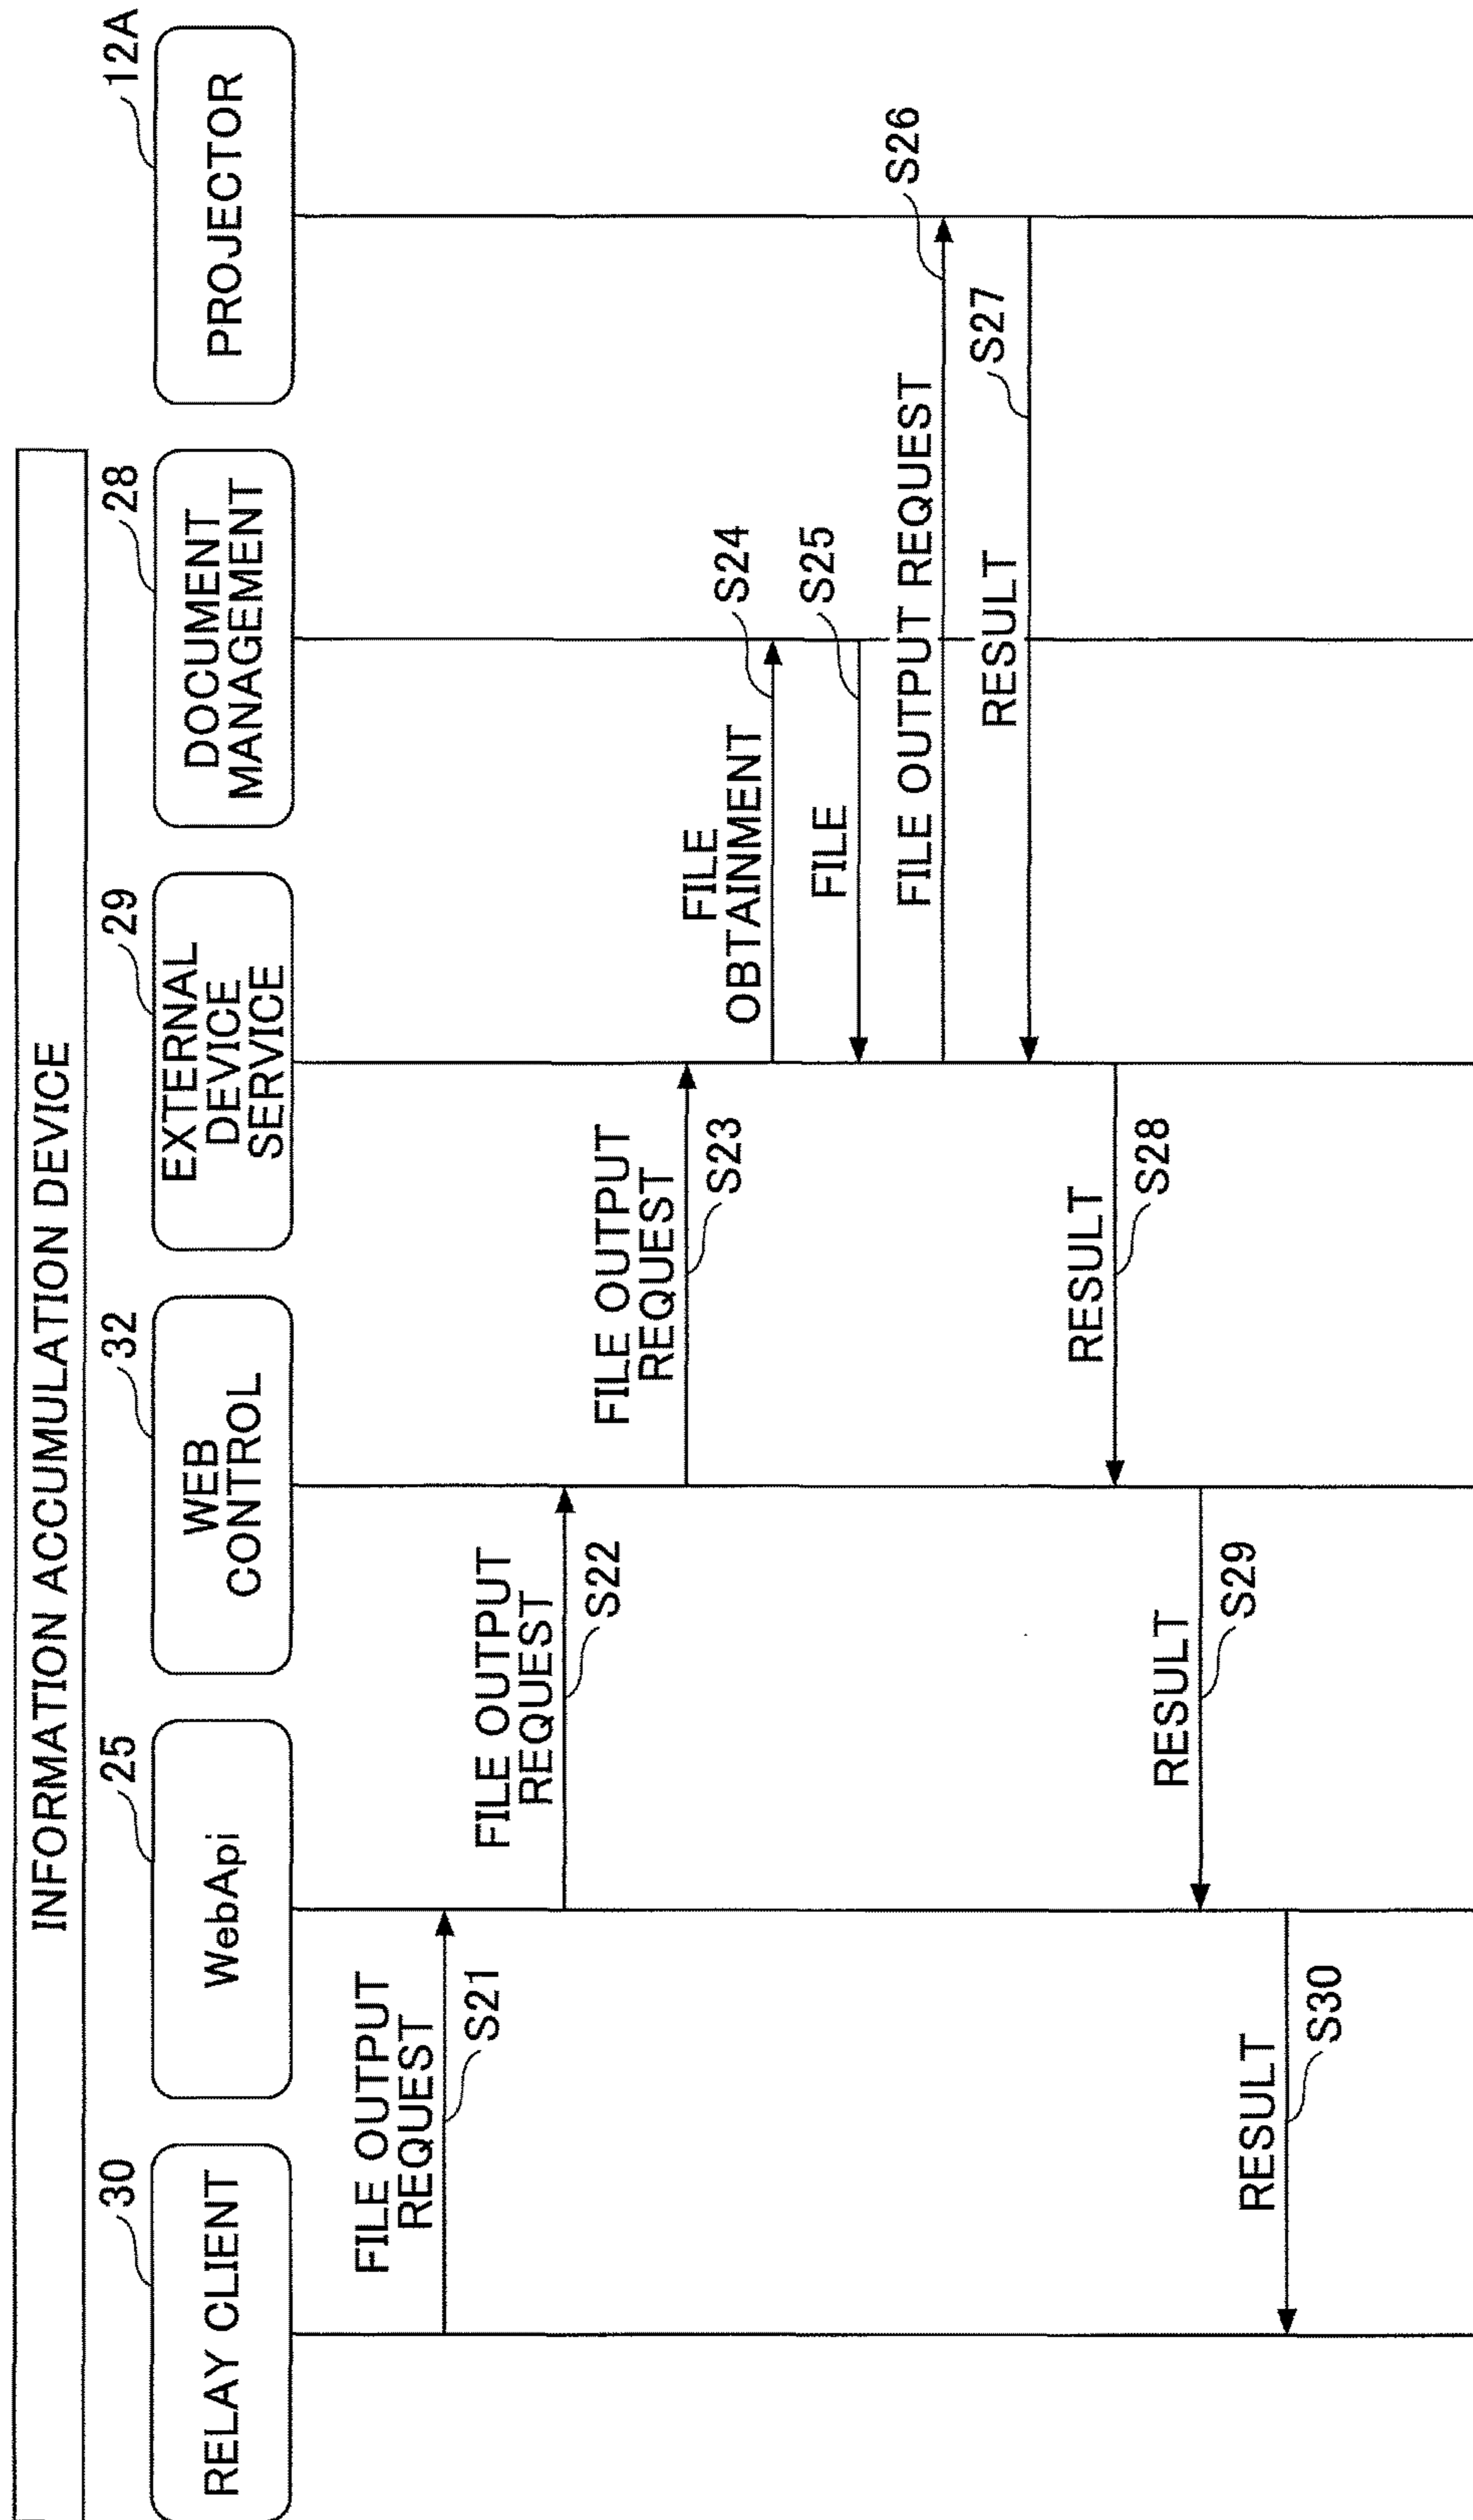 INFORMATION ACCUMULATION DEVICE
30
RELAY CLIENT
25
WebApi
32
WEB
CONTROL
29
EXTERNAL
DEVICE
SERVICE
28
DOCUMENT
MANAGEMENT
12A
PROJECTOR
FILE OUTPUT
REQUEST
S21
FILE OUTPUT
REQUEST
S22
FILE OUTPUT
REQUEST
S23
FILE
OBTAINMENT
S24
FILE
S25
FILE OUTPUT REQUEST
S26
RESULT
S27
RESULT
S28
RESULT
S29
RESULT
S30